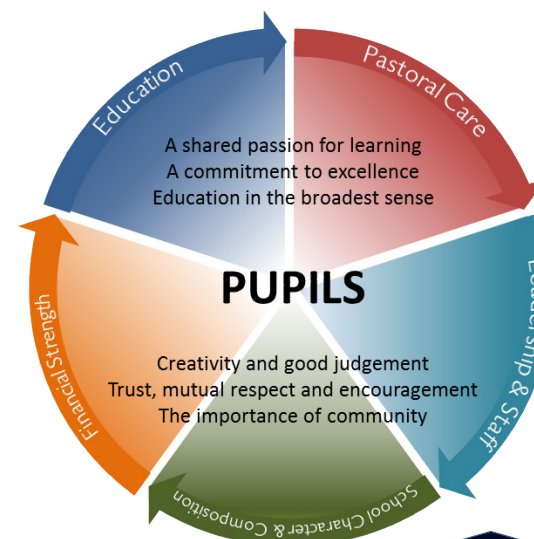 Education
Pastoral Care
A shared passion for learning
A commitment to excellence
Education in the broadest sense
PUPILS
Creativity and good judgement
Trust, mutual respect and encouragement
The importance of community
Leadership & Staff
School Character & Composition
Financial Strength